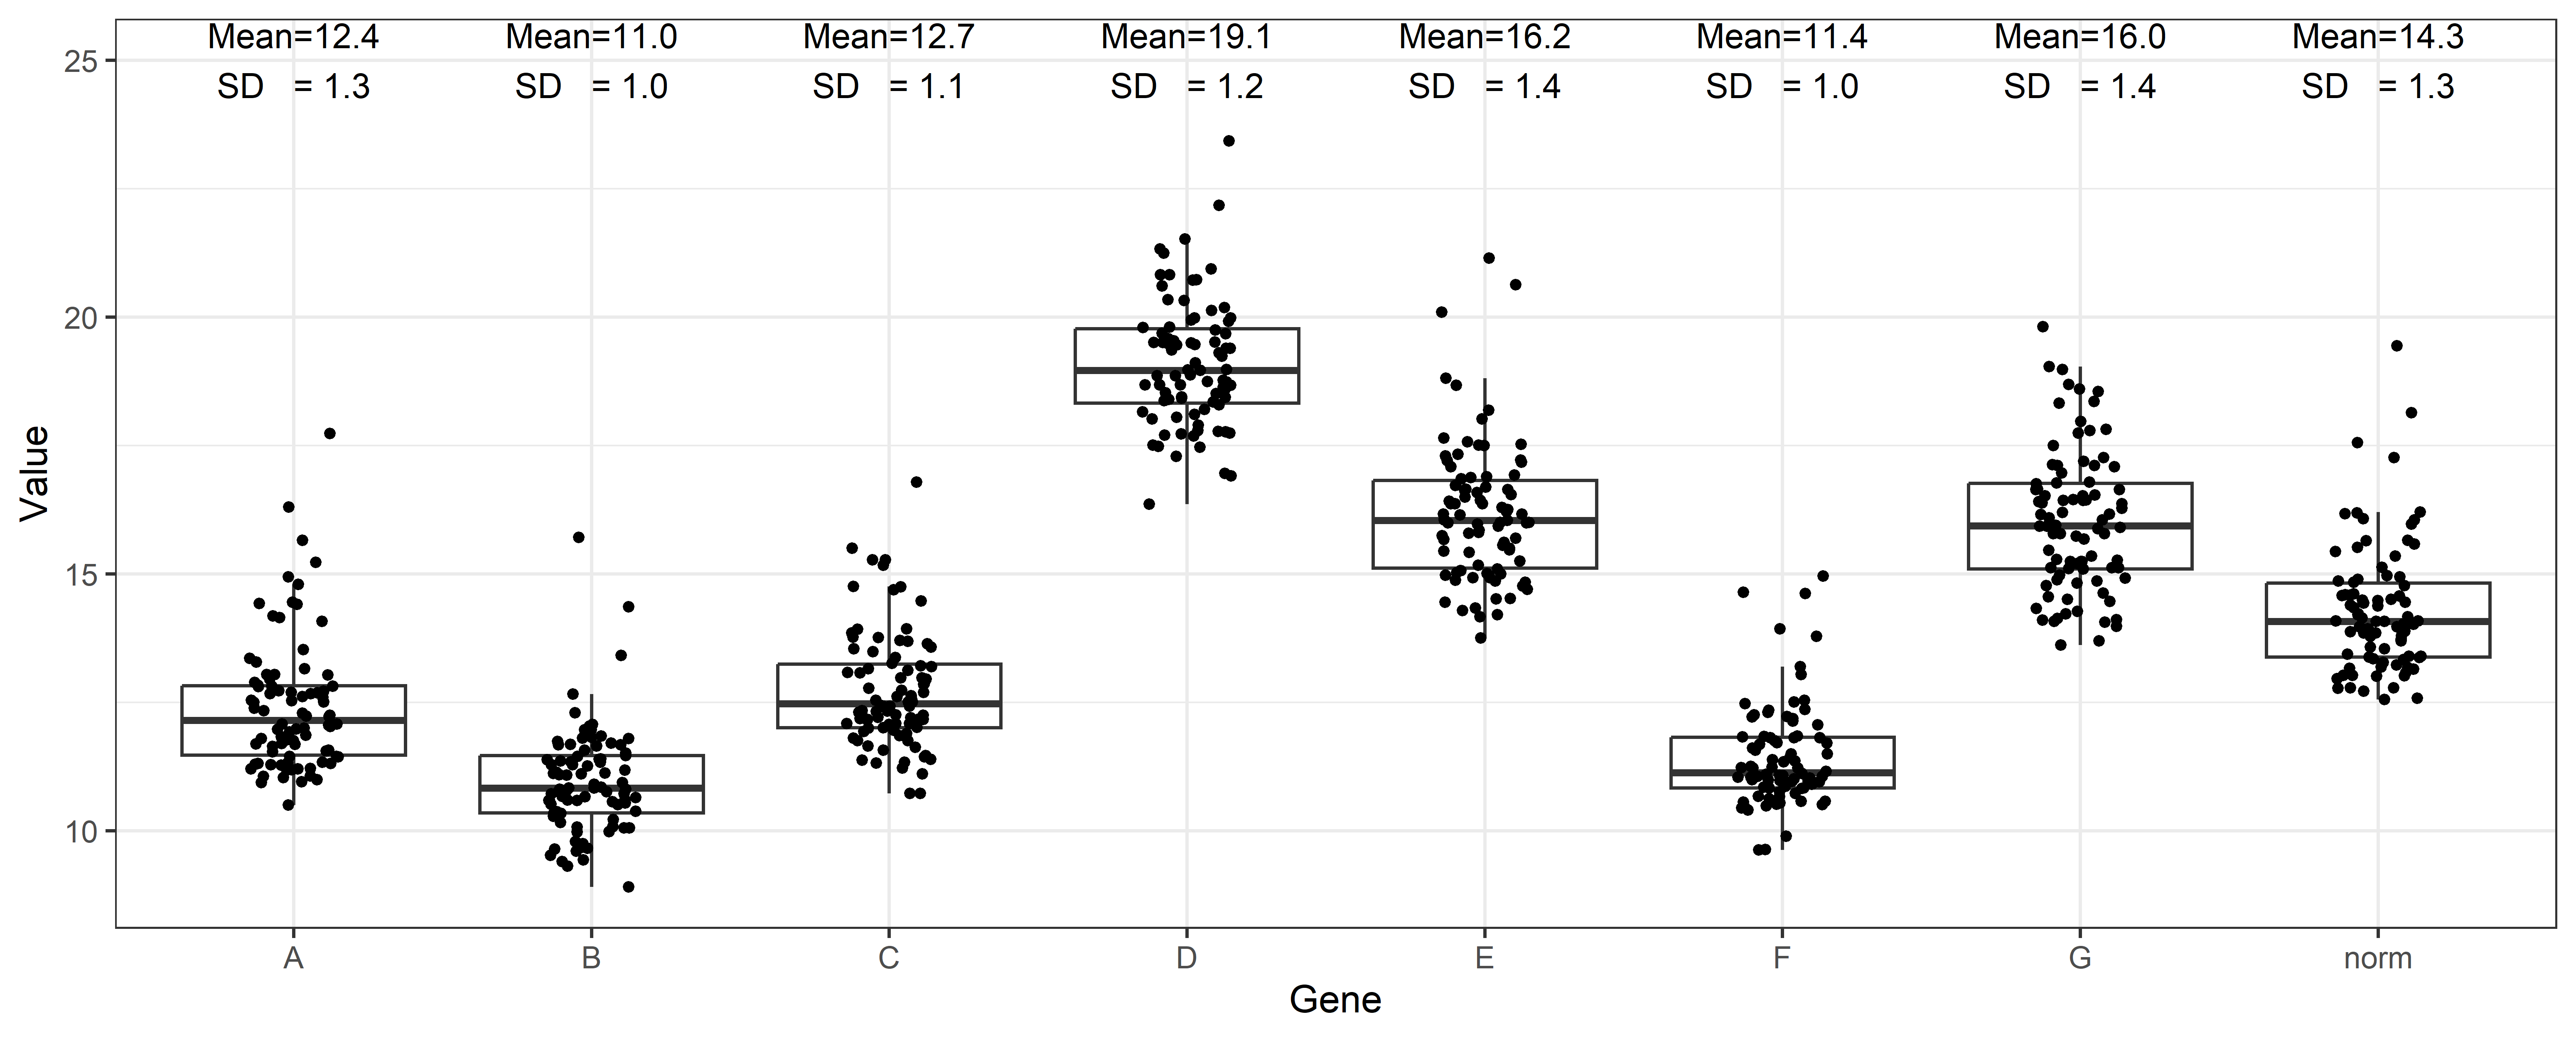 Mean=12.4 Mean=11.0 Mean=12.7 Mean=19.1 Mean=16.2 Mean=11.4 Mean=16.0 Mean=14.3
SD = 1.3 SD = 1.0 SD = 1.1 SD = 1.2 SD = 1.4 SD = 1.0 SD = 1.4 SD = 1.3
25
20
15
10
Value
A B C D E F G norm
Gene